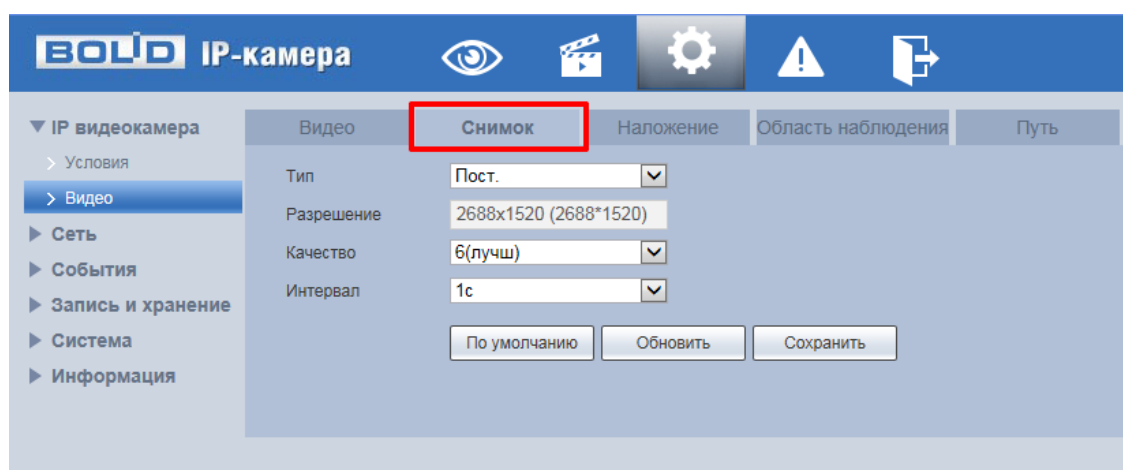 BOLID IP-камера
IP видеокамера
Условия
Видео
Сеть
События
Запись и хранение
Система
Информация
Видео Снимок Наложение Область наблюдения Путь
Тип Пост.
Разрешение 2688x1520 (2688*1520)
Качество 6(лучш)
Интервал 1с
По умолчанию Обновить Сохранить